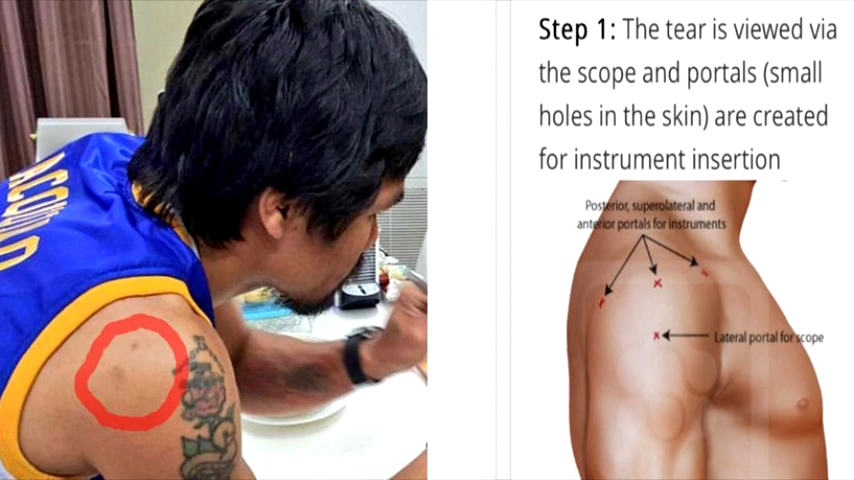 Step 1: The tear is viewed via
the scope and portals (small
holes in the skin) are created
for instrument insertion
Posterior, superolateral and
anterior portals for instruments
Lateral portal for scope